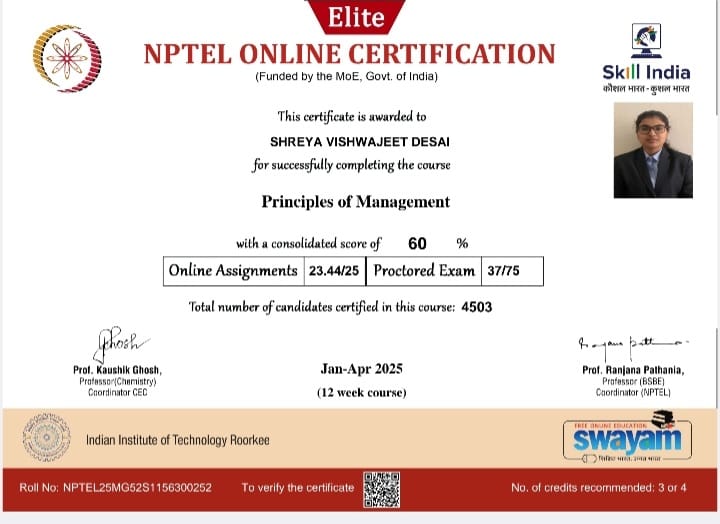 Elite
NPTEL ONLINE CERTIFICATION
(Funded by the MoE, Govt. of India)
Skill India
कौशल भारत - कुशल भारत
This certificate is awarded to
SHREYA VISHWAJEET DESAI
for successfully completing the course
Principles of Management
with a consolidated score of 60 %
Online Assignments 23.44/25 Proctored Exam 37/75
Total number of candidates certified in this course: 4503
Prof. Kaushik Ghosh,
Professor(Chemistry)
Coordinator CEC
Jan-Apr 2025
(12 week course)
Prof. Ranjana Pathania,
Professor (BSBE)
Coordinator (NPTEL)
Indian Institute of Technology Roorkee
FREE ONLINE EDUCATION
swayam
शिक्षित भारत, उन्नत भारत
Roll No: NPTEL25MG52S1156300252
To verify the certificate
No. of credits recommended: 3 or 4